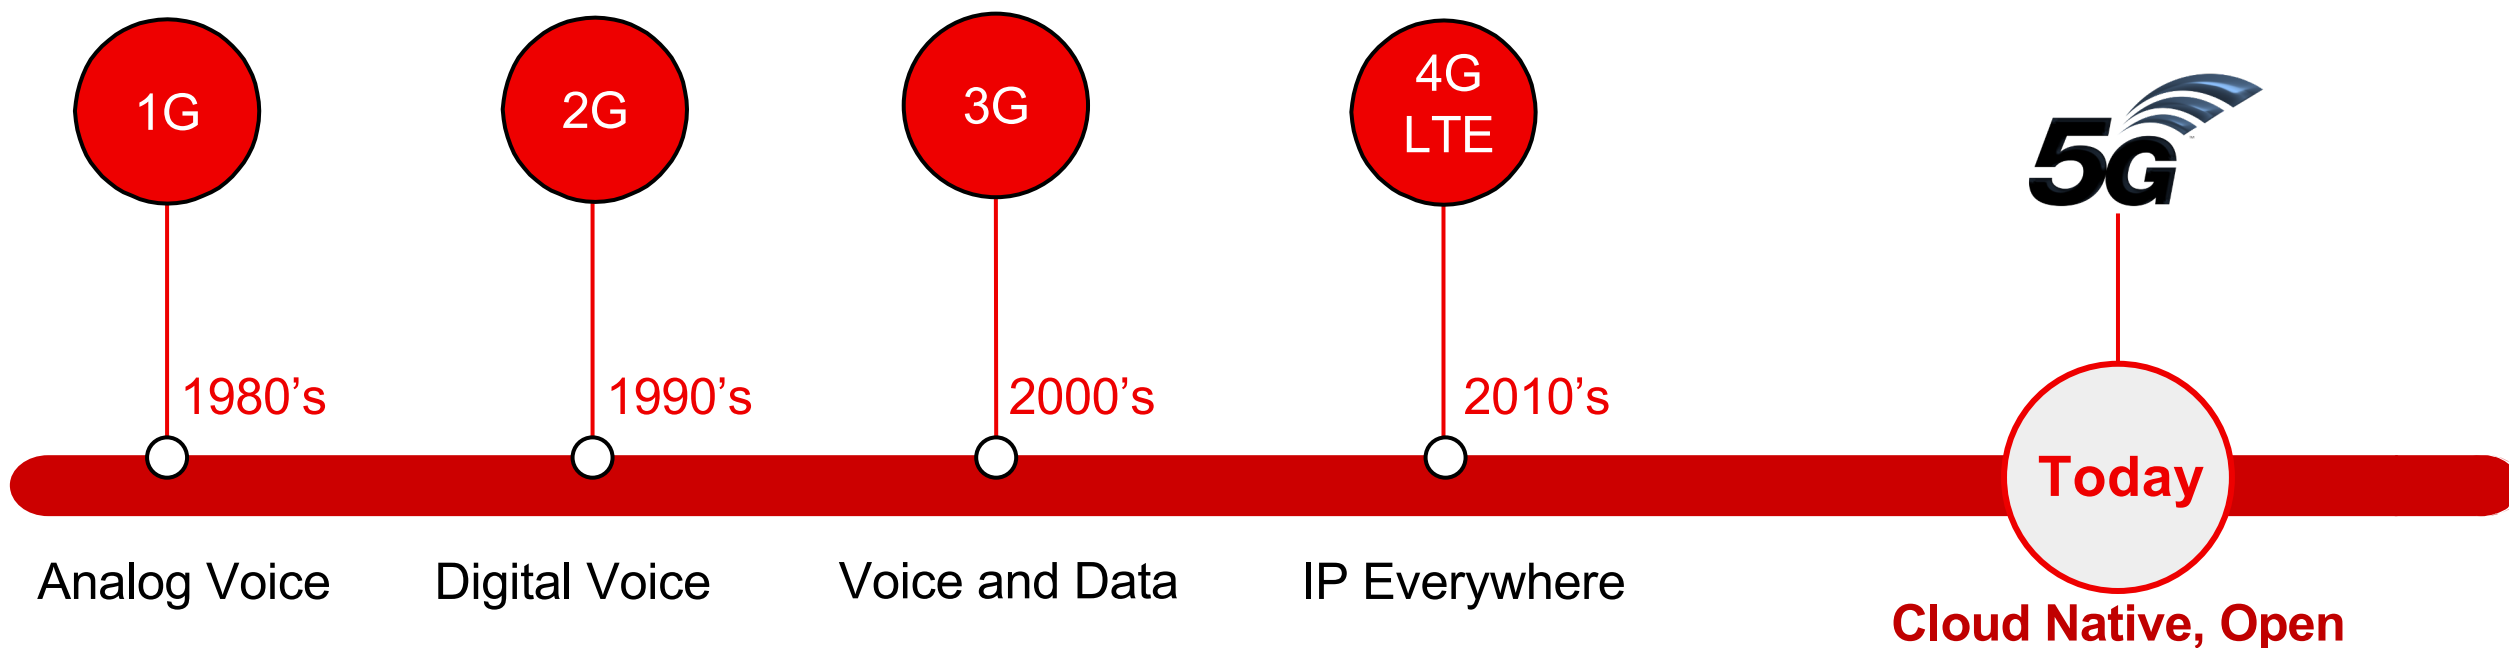 1G
2G
3G
4G
LTE
5G
1980’s
1990’s
2000’s
2010’s
Today
Analog Voice
Digital Voice
Voice and Data
IP Everywhere
Cloud Native, Open